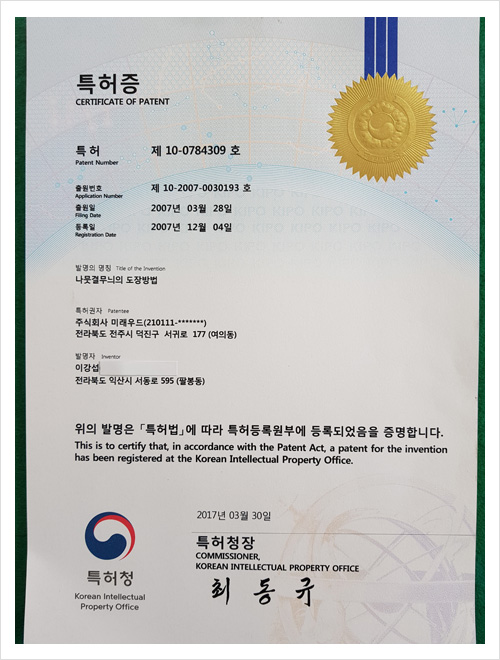 특허증
CERTIFICATE OF PATENT
특 허 제 10-0784309 호
Patent Number
출원번호 제 10-2007-0030193 호
Application Number
출원일 2007년 03월 28일
Filing Date
등록일 2007년 12월 04일
Registration Date
발명의 명칭 Title of the Invention
나뭇결무늬의 도장방법
특허권자 Patentee
주식회사 미래우드(210111-*******)
전라북도 전주시 덕진구 서귀로 177 (여의동)
발명자 Inventor
이강섭
전라북도 익산시 서동로 595 (팔봉동)
위의 발명은 「특허법」에 따라 특허등록원부에 등록되었음을 증명합니다.
This is to certify that, in accordance with the Patent Act, a patent for the invention
has been registered at the Korean Intellectual Property Office.
2017년 03월 30일
특허청장
COMMISSIONER,
KOREAN INTELLECTUAL PROPERTY OFFICE
최 동 규
특허청
Korean Intellectual
Property Office